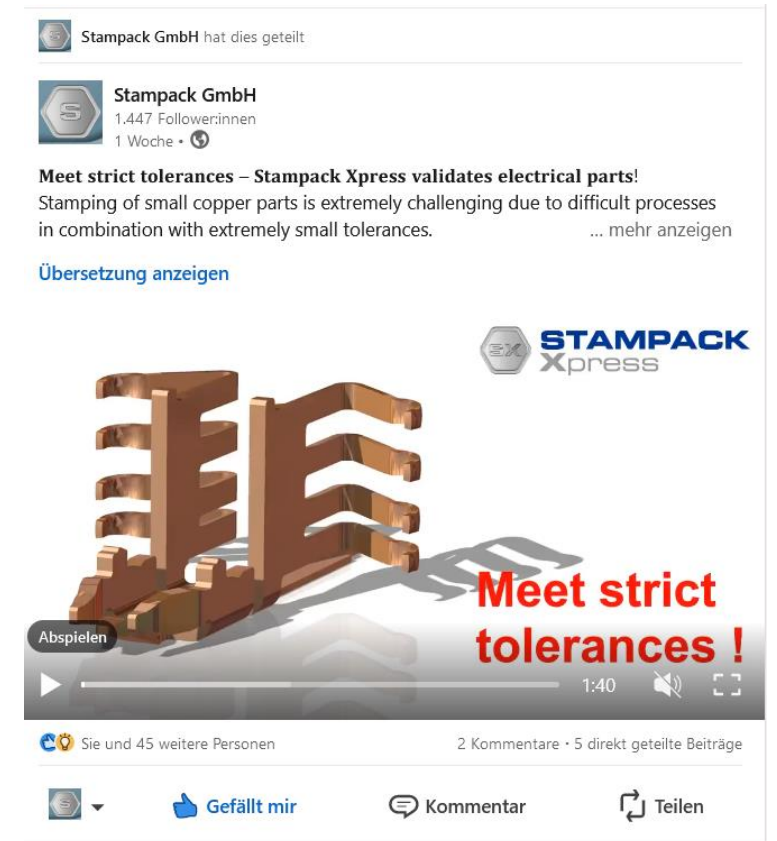 Stampack GmbH hat dies geteilt
Stampack GmbH
1.447 Follower:innen
1 Woche •
Meet strict tolerances – Stampack Xpress validates electrical parts!
Stamping of small copper parts is extremely challenging due to difficult processes
in combination with extremely small tolerances. ... mehr anzeigen
Übersetzung anzeigen
EX STAMPACK
Xpress
Meet strict
tolerances !
Abspielen
1:40
Sie und 45 weitere Personen 2 Kommentare • 5 direkt geteilte Beiträge
Gefällt mir Kommentar Teilen